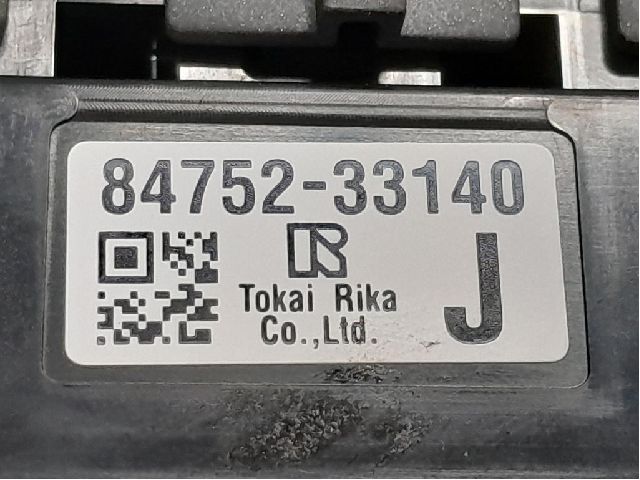 84752-33140
R
Tokai Rika
Co.,Ltd.
J